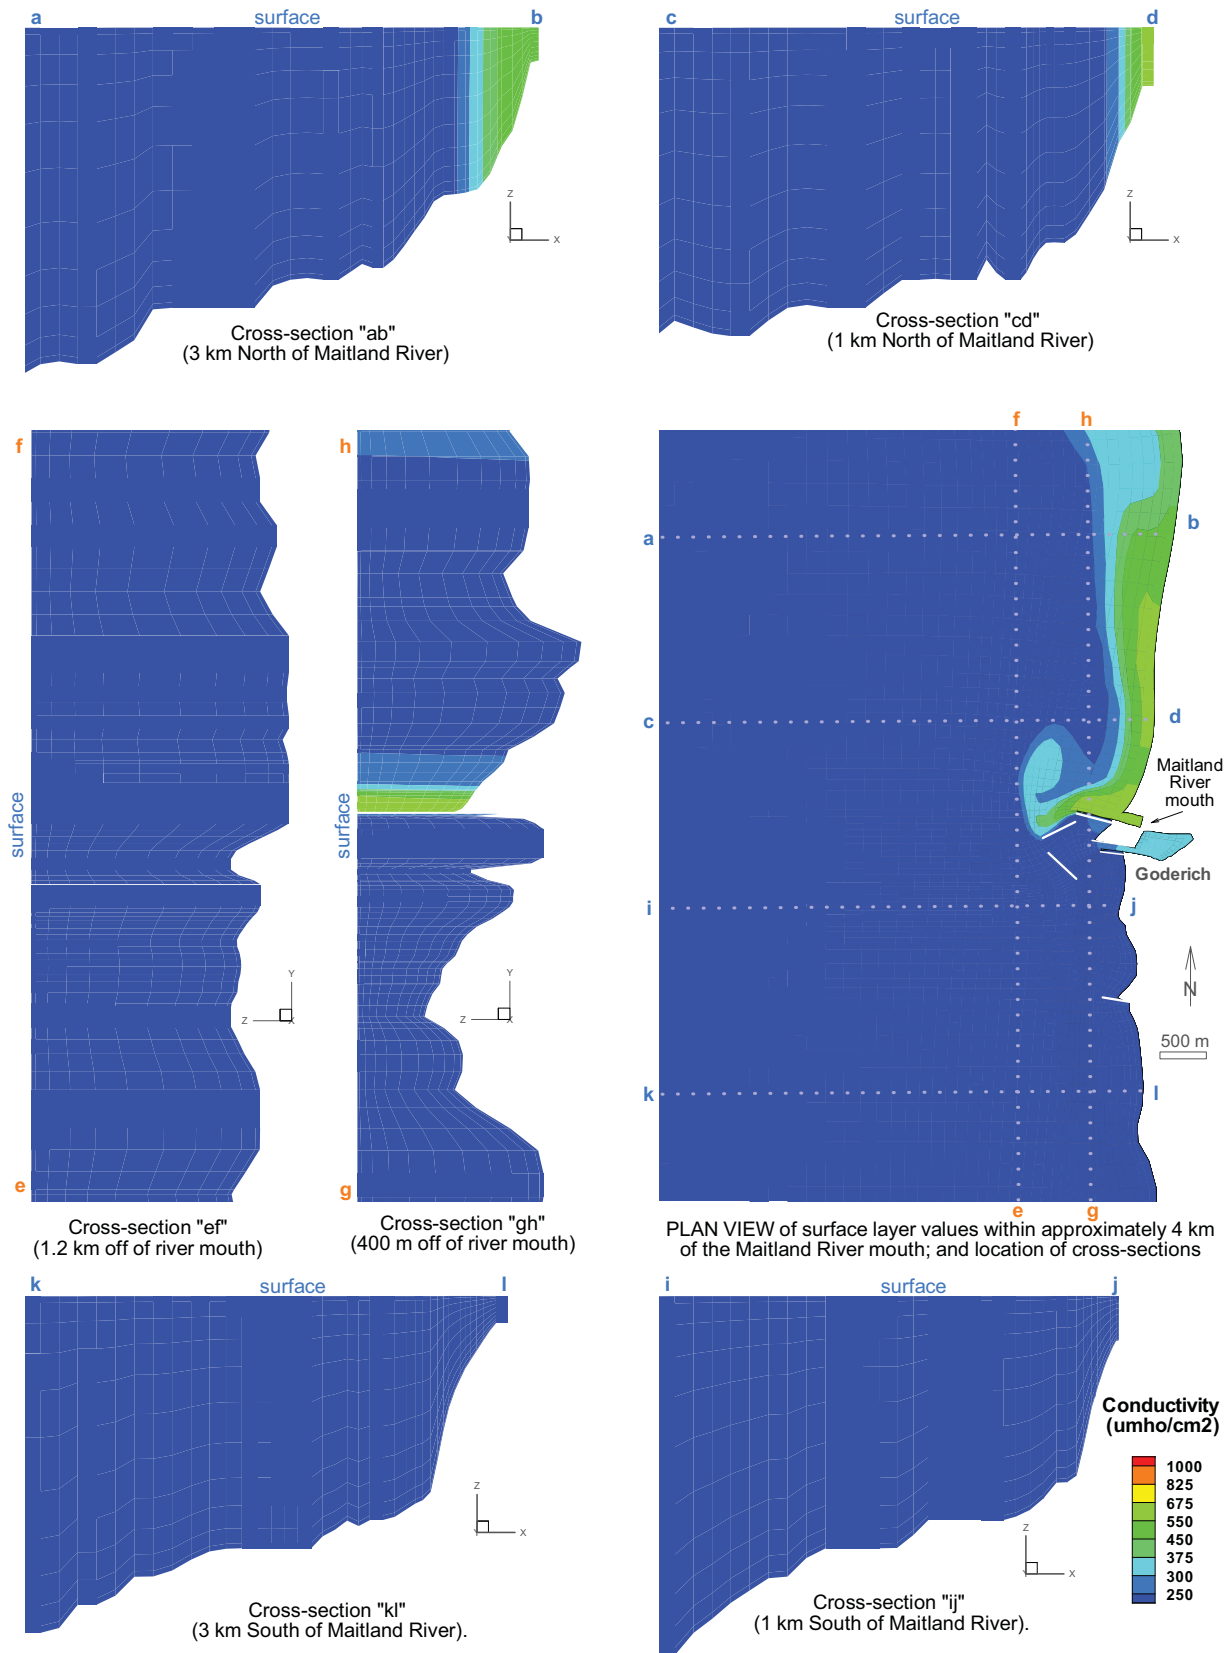 a surface b
c surface d
Z
X
Y
Z
X
Y
Cross-section "ab"
(3 km North of Maitland River)
Cross-section "cd"
(1 km North of Maitland River)
f
surface
e
Y
Z
X
Cross-section "ef"
(1.2 km off of river mouth)
h
surface
g
Y
Z
X
Cross-section "gh"
(400 m off of river mouth)
f h
a b
c d
Maitland
River
mouth
Goderich
i j
N
500 m
k l
e g
PLAN VIEW of surface layer values within approximately 4 km
of the Maitland River mouth; and location of cross-sections
k surface l
Z
Y X
Cross-section "kl"
(3 km South of Maitland River).
i surface j
Z
Y X
Cross-section "ij"
(1 km South of Maitland River).
Conductivity
(umho/cm2)
1000
825
675
550
450
375
300
250